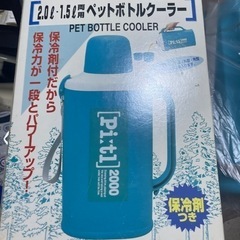 2.0ℓ・1.5ℓ兼用ペットボトルクーラー
PET BOTTLE COOLER
保冷剤付だから
保冷力が一段とパワーアップ!
[Pit1]
2000
保冷剤
つき